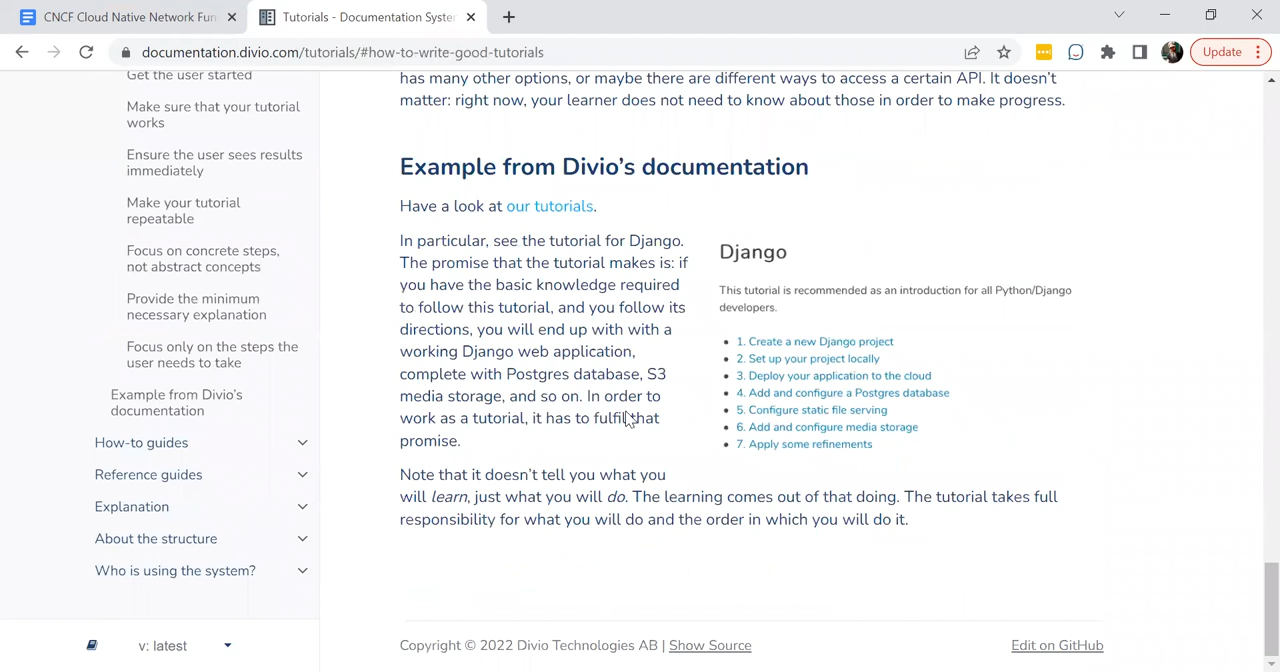 CNCF Cloud Native Network Fun
Tutorials - Documentation System
documentation.divio.com/tutorials/#how-to-write-good-tutorials
Update
Get the user started
Make sure that your tutorial
works
Ensure the user sees results
immediately
Make your tutorial
repeatable
Focus on concrete steps,
not abstract concepts
Provide the minimum
necessary explanation
Focus only on the steps the
user needs to take
Example from Divio's
documentation
How-to guides
Reference guides
Explanation
About the structure
Who is using the system?
v: latest
has many other options, or maybe there are different ways to access a certain API. It doesn't
matter: right now, your learner does not need to know about those in order to make progress.
Example from Divio's documentation
Have a look at our tutorials.
In particular, see the tutorial for Django.
The promise that the tutorial makes is: if
you have the basic knowledge required
to follow this tutorial, and you follow its
directions, you will end up with with a
working Django web application,
complete with Postgres database, S3
media storage, and so on. In order to
work as a tutorial, it has to fulfil that
promise.
Django
This tutorial is recommended as an introduction for all Python/Django
developers.
1. Create a new Django project
2. Set up your project locally
3. Deploy your application to the cloud
4. Add and configure a Postgres database
5. Configure static file serving
6. Add and configure media storage
7. Apply some refinements
Note that it doesn't tell you what you
will learn, just what you will do. The learning comes out of that doing. The tutorial takes full
responsibility for what you will do and the order in which you will do it.
Copyright © 2022 Divio Technologies AB | Show Source
Edit on GitHub